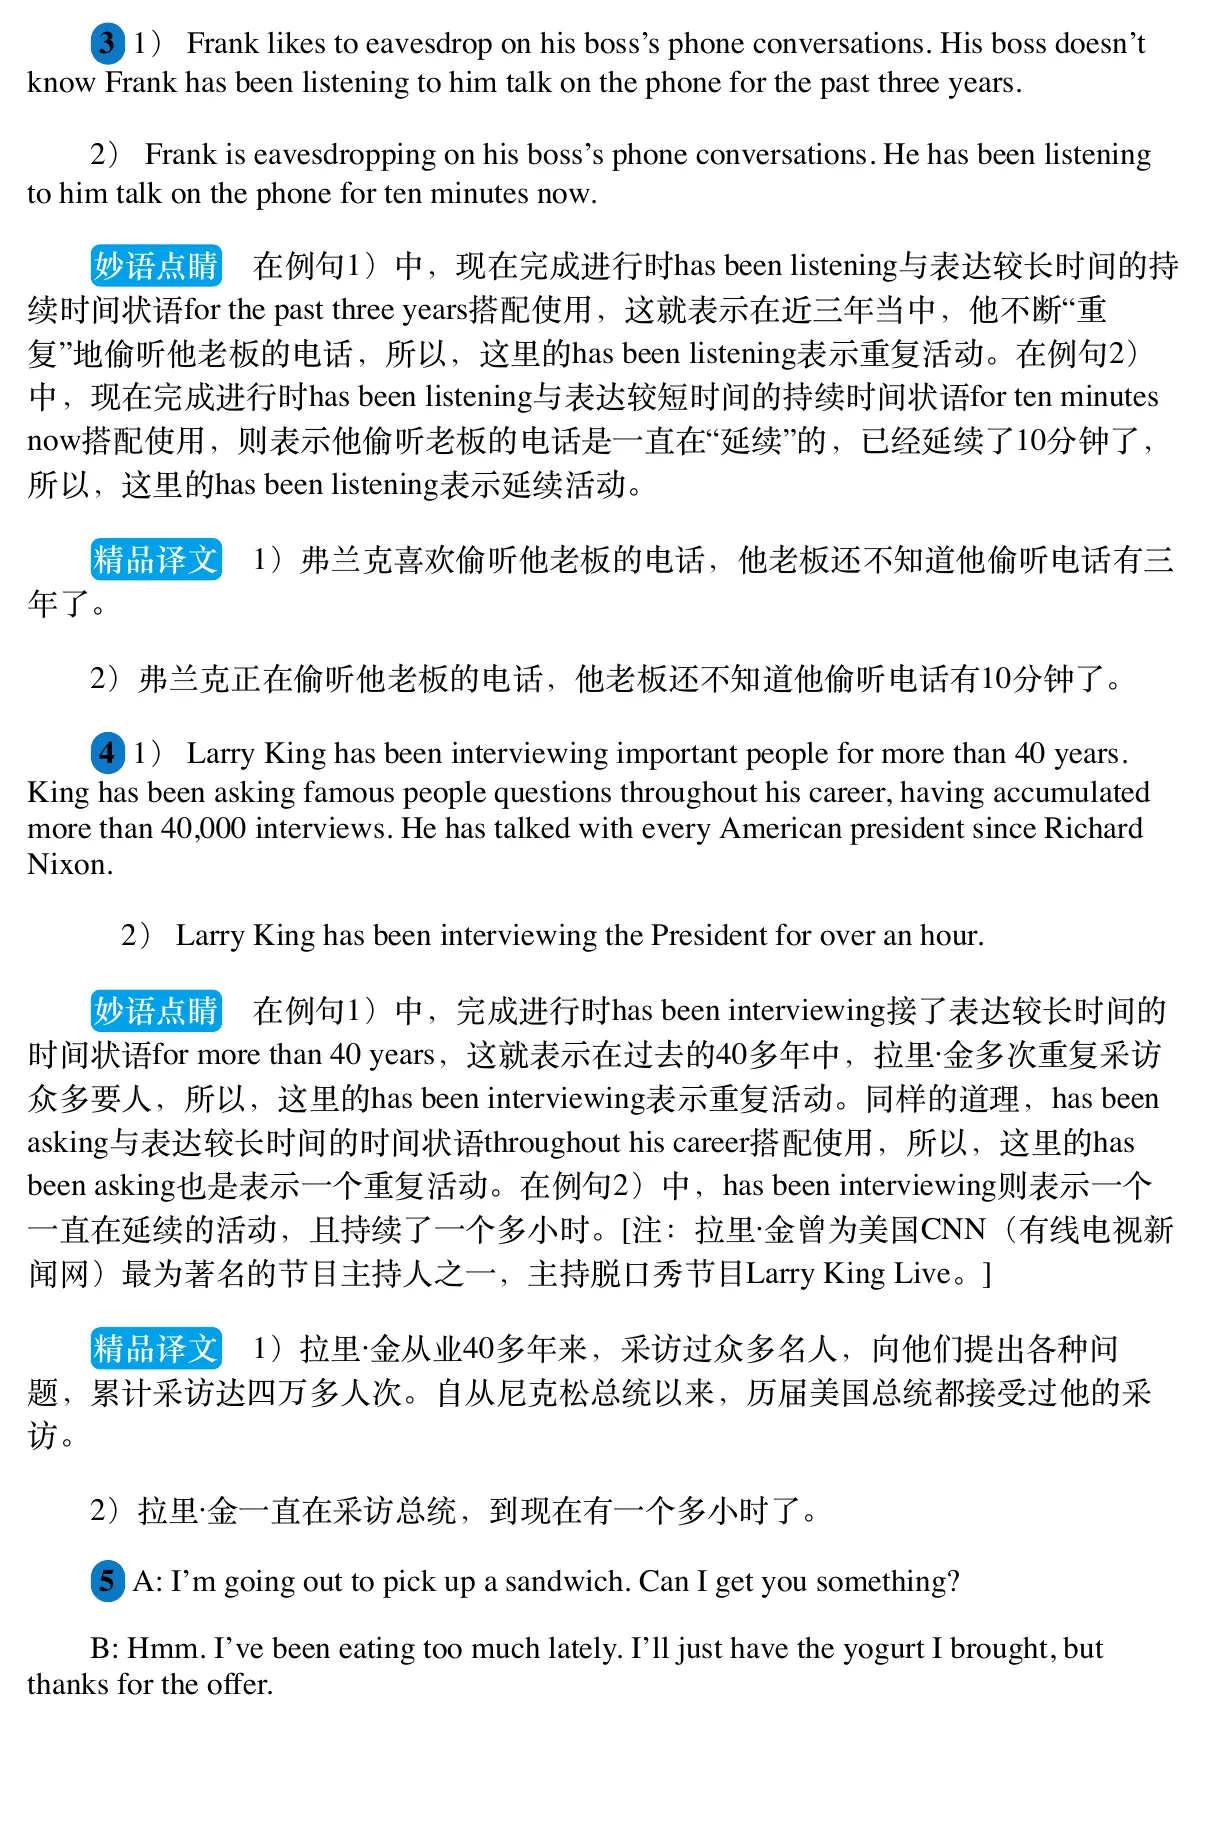 3 1） Frank likes to eavesdrop on his boss’s phone conversations. His boss doesn’t
know Frank has been listening to him talk on the phone for the past three years.
2） Frank is eavesdropping on his boss’s phone conversations. He has been listening
to him talk on the phone for ten minutes now.
妙语点睛 在例句1）中，现在完成进行时has been listening与表达较长时间的持
续时间状语for the past three years搭配使用，这就表示在近三年当中，他不断“重
复”地偷听他老板的电话，所以，这里的has been listening表示重复活动。在例句2）
中，现在完成进行时has been listening与表达较短时间的持续时间状语for ten minutes
now搭配使用，则表示他偷听老板的电话是一直在“延续”的，已经延续了10分钟了，
所以，这里的has been listening表示延续活动。
精品译文 1）弗兰克喜欢偷听他老板的电话，他老板还不知道他偷听电话有三
年了。
2）弗兰克正在偷听他老板的电话，他老板还不知道他偷听电话有10分钟了。
4 1） Larry King has been interviewing important people for more than 40 years.
King has been asking famous people questions throughout his career, having accumulated
more than 40,000 interviews. He has talked with every American president since Richard
Nixon.
2） Larry King has been interviewing the President for over an hour.
妙语点睛 在例句1）中，完成进行时has been interviewing接了表达较长时间的
时间状语for more than 40 years，这就表示在过去的40多年中，拉里·金多次重复采访
众多要人，所以，这里的has been interviewing表示重复活动。同样的道理，has been
asking与表达较长时间的时间状语throughout his career搭配使用，所以，这里的has
been asking也是表示一个重复活动。在例句2）中，has been interviewing则表示一个
一直在延续的活动，且持续了一个多小时。[注：拉里·金曾为美国CNN（有线电视新
闻网）最为著名的节目主持人之一，主持脱口秀节目Larry King Live。]
精品译文 1）拉里·金从业40多年来，采访过众多名人，向他们提出各种问
题，累计采访达四万多人次。自从尼克松总统以来，历届美国总统都接受过他的采
访。
2）拉里·金一直在采访总统，到现在有一个多小时了。
5 A: I’m going out to pick up a sandwich. Can I get you something?
B: Hmm. I’ve been eating too much lately. I’ll just have the yogurt I brought, but
thanks for the offer.